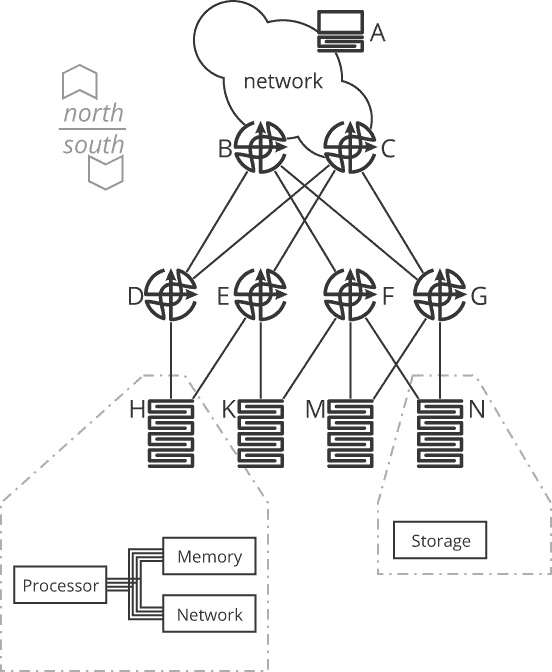 A
network
north
south
B
C
D
E
F
G
H
K
M
N
Storage
Memory
Processor
Network